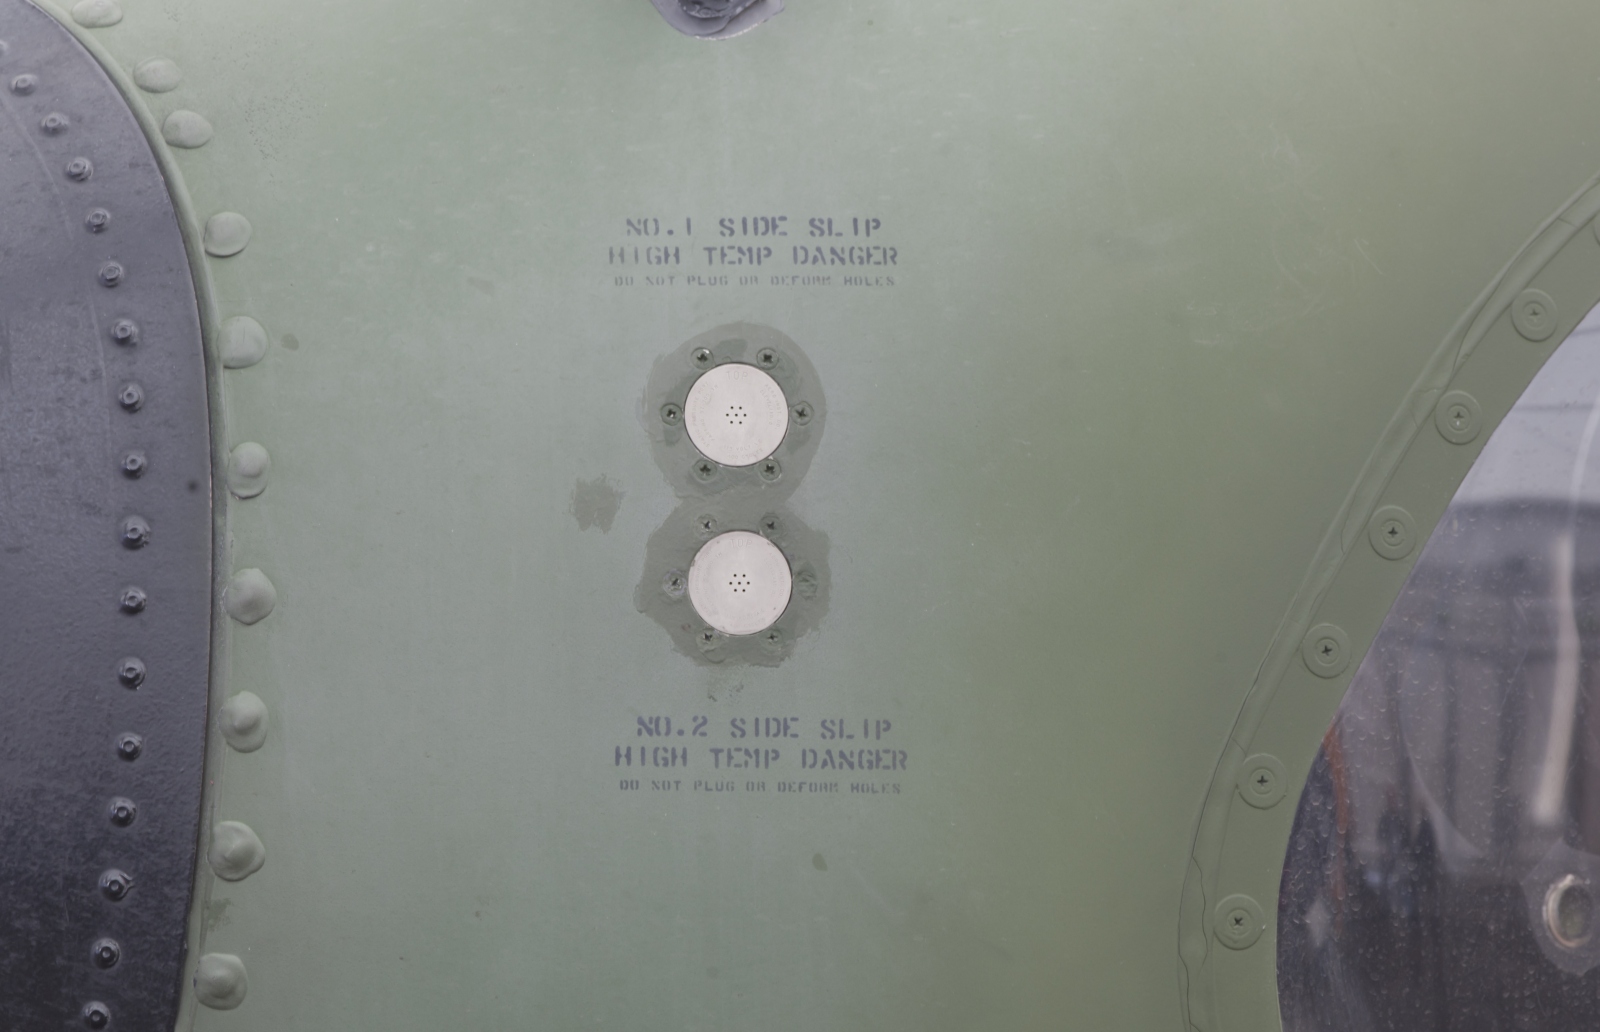 NO.1 SIDE SLIP
HIGH TEMP DANGER
DO NOT PLUG OR DEFORM HOLES
TOP
NO.2 SIDE SLIP
HIGH TEMP DANGER
DO NOT PLUG OR DEFORM HOLES